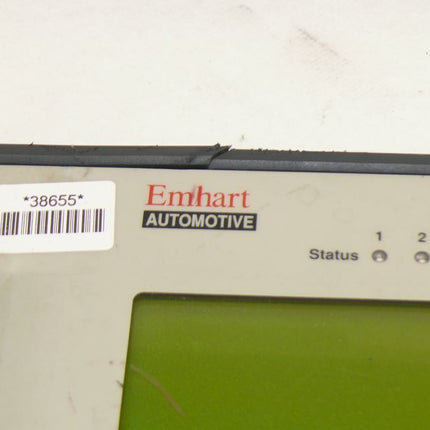 *38655*
Emhart
AUTOMOTIVE
1 2
Status